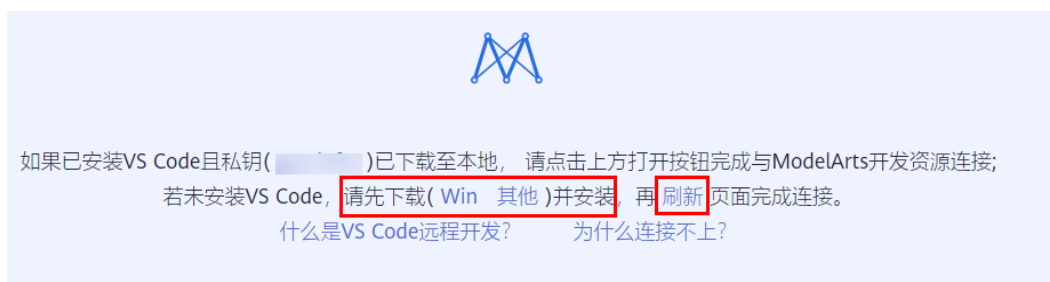 如果已安装VS Code且私钥( )已下载至本地， 请点击上方打开按钮完成与ModelArts开发资源连接;
若未安装VS Code，请先下载( Win 其他 )并安装，再 刷新 页面完成连接。
什么是VS Code远程开发? 为什么连接不上?